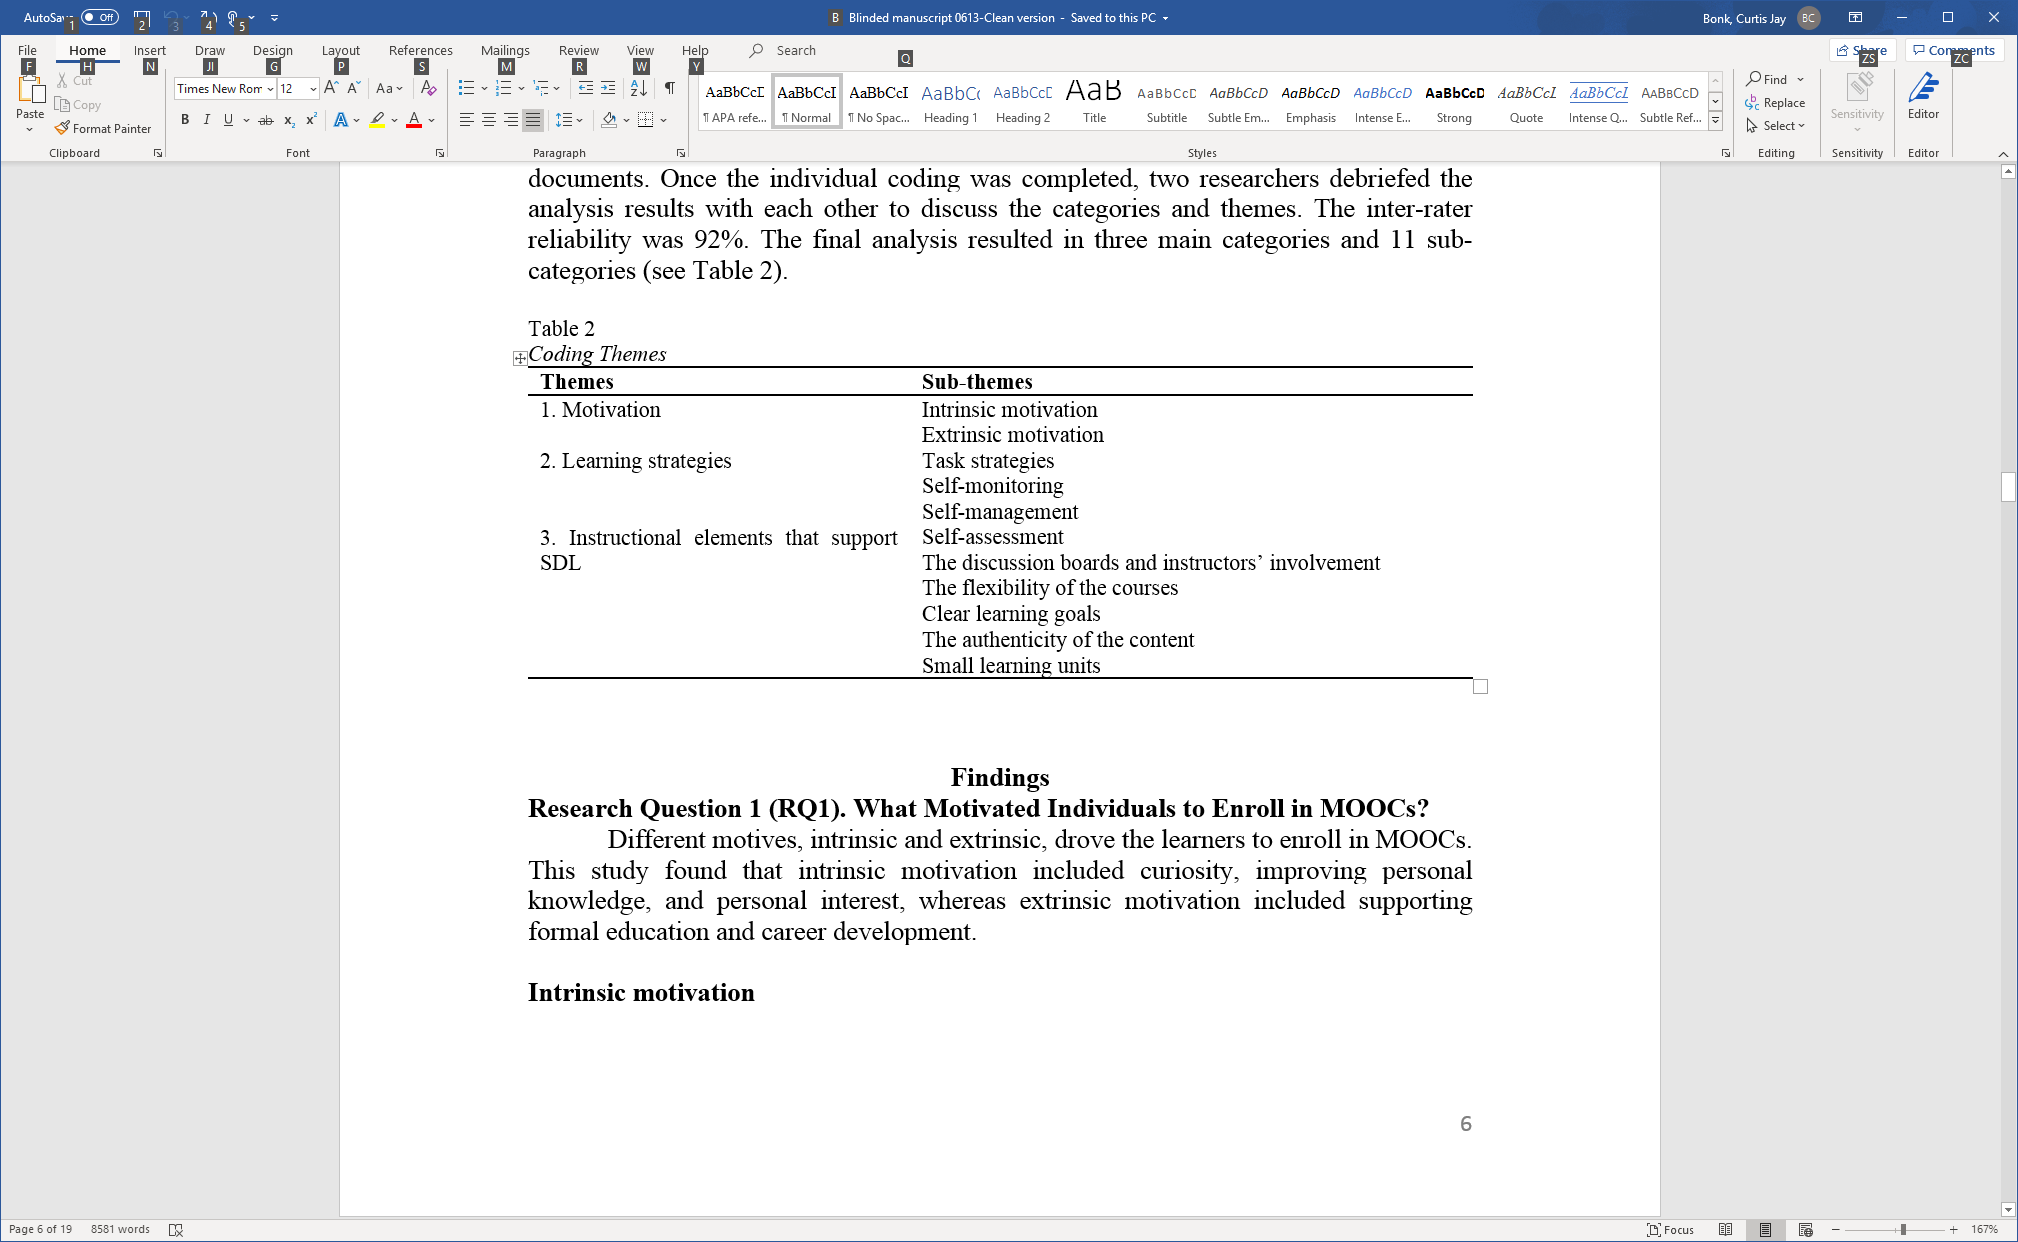 AutoSave Off
1 2 3 4 5
B Blinded manuscript 0613-Clean version - Saved to this PC
Bonk, Curtis Jay BC
File Home Insert Draw Design Layout References Mailings Review View Help Search
Share Comments
F H N JI G P S M R W Y Q ZS ZC
Paste
Cut
Copy
Format Painter
Clipboard
Times New Rom 12
Font
Paragraph
AaBbCcI AaBbCcI AaBbCcI AaBbCc AaBbCcD AaB AaBbCcD AaBbCcD AaBbCcD AaBbCcD AaBbCcD AaBbCcI AaBbCcI AaBbCcD
¶ APA refe... ¶ Normal ¶ No Spac... Heading 1 Heading 2 Title Subtitle Subtle Em... Emphasis Intense E... Strong Quote Intense Q... Subtle Ref...
Styles
Find
Replace
Select
Editing
Sensitivity
Sensitivity
Editor
Editor
documents. Once the individual coding was completed, two researchers debriefed the
analysis results with each other to discuss the categories and themes. The inter-rater
reliability was 92%. The final analysis resulted in three main categories and 11 sub-
categories (see Table 2).
Table 2
Coding Themes
Themes Sub-themes
1. Motivation Intrinsic motivation
Extrinsic motivation
2. Learning strategies Task strategies
Self-monitoring
Self-management
3. Instructional elements that support Self-assessment
SDL The discussion boards and instructors’ involvement
The flexibility of the courses
Clear learning goals
The authenticity of the content
Small learning units
Findings
Research Question 1 (RQ1). What Motivated Individuals to Enroll in MOOCs?
Different motives, intrinsic and extrinsic, drove the learners to enroll in MOOCs.
This study found that intrinsic motivation included curiosity, improving personal
knowledge, and personal interest, whereas extrinsic motivation included supporting
formal education and career development.
Intrinsic motivation
6
Page 6 of 19 8581 words
Focus 167%